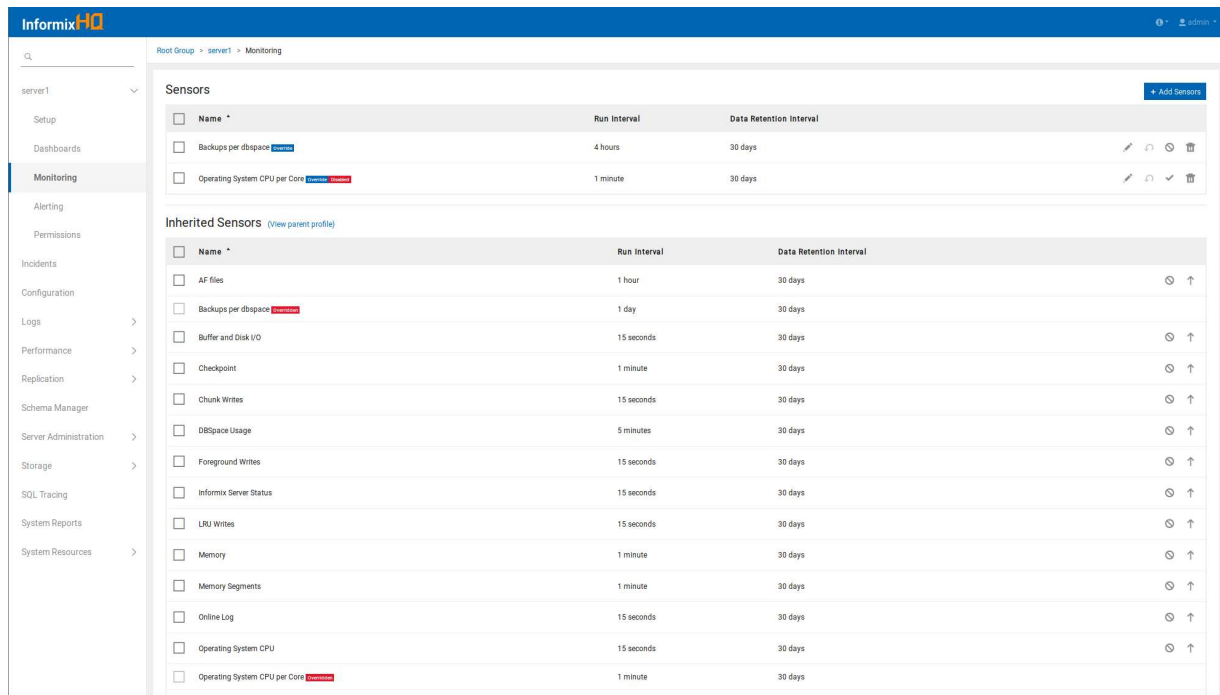 InformixHQ
admin
Root Group > server1 > Monitoring
server1
Setup
Dashboards
Monitoring
Alerting
Permissions
Incidents
Configuration
Logs
Performance
Replication
Schema Manager
Server Administration
Storage
SQL Tracing
System Reports
System Resources
Sensors
+ Add Sensors
Name Run Interval Data Retention Interval
Backups per dbspace Override 4 hours 30 days
Operating System CPU per Core Override Disabled 1 minute 30 days
Inherited Sensors (View parent profile)
Name Run Interval Data Retention Interval
AF files 1 hour 30 days
Backups per dbspace Overridden 1 day 30 days
Buffer and Disk I/O 15 seconds 30 days
Checkpoint 1 minute 30 days
Chunk Writes 15 seconds 30 days
DBSpace Usage 5 minutes 30 days
Foreground Writes 15 seconds 30 days
Informix Server Status 15 seconds 30 days
LRU Writes 15 seconds 30 days
Memory 1 minute 30 days
Memory Segments 1 minute 30 days
Online Log 15 seconds 30 days
Operating System CPU 15 seconds 30 days
Operating System CPU per Core Overridden 1 minute 30 days